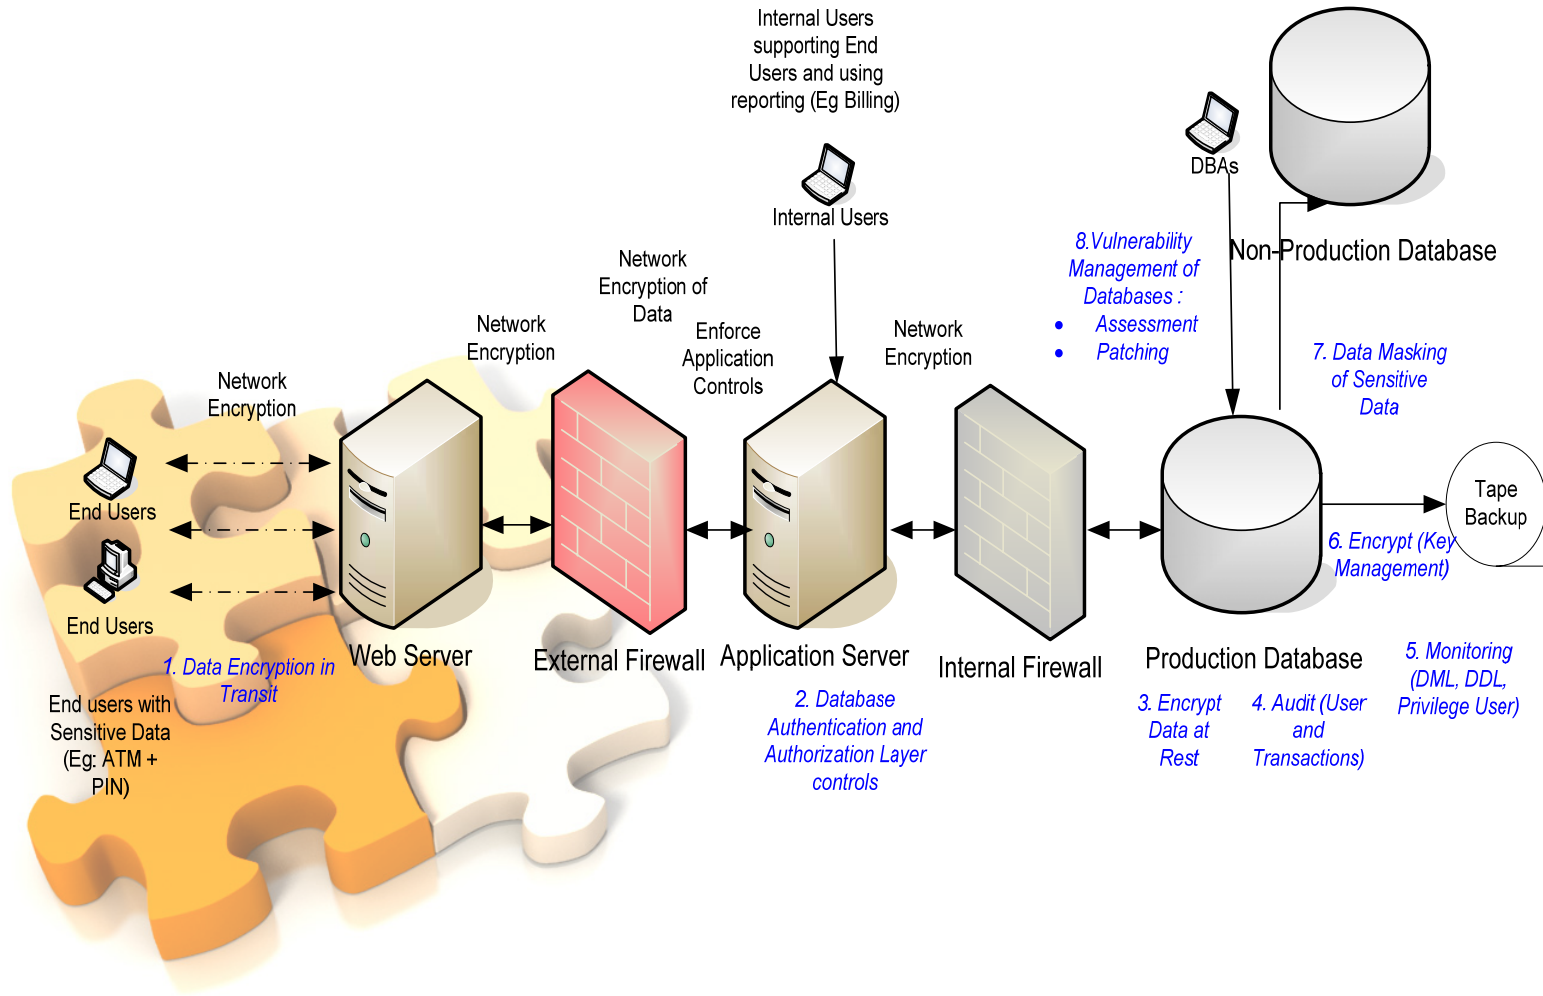 Internal Users
supporting End
Users and using
reporting (Eg Billing)
Internal Users
DBAs
Non-Production Database
8.Vulnerability
Management of
Databases :
• Assessment
• Patching
7. Data Masking
of Sensitive
Data
Network
Encryption of
Data
Enforce
Application
Controls
Network
Encryption
Network
Encryption
Network
Encryption
End Users
End Users
1. Data Encryption in
Transit
End users with
Sensitive Data
(Eg: ATM +
PIN)
Web Server
External Firewall
Application Server
2. Database
Authentication and
Authorization Layer
controls
Internal Firewall
Production Database
3. Encrypt
Data at
Rest
4. Audit (User
and
Transactions)
5. Monitoring
(DML, DDL,
Privilege User)
6. Encrypt (Key
Management)
Tape
Backup